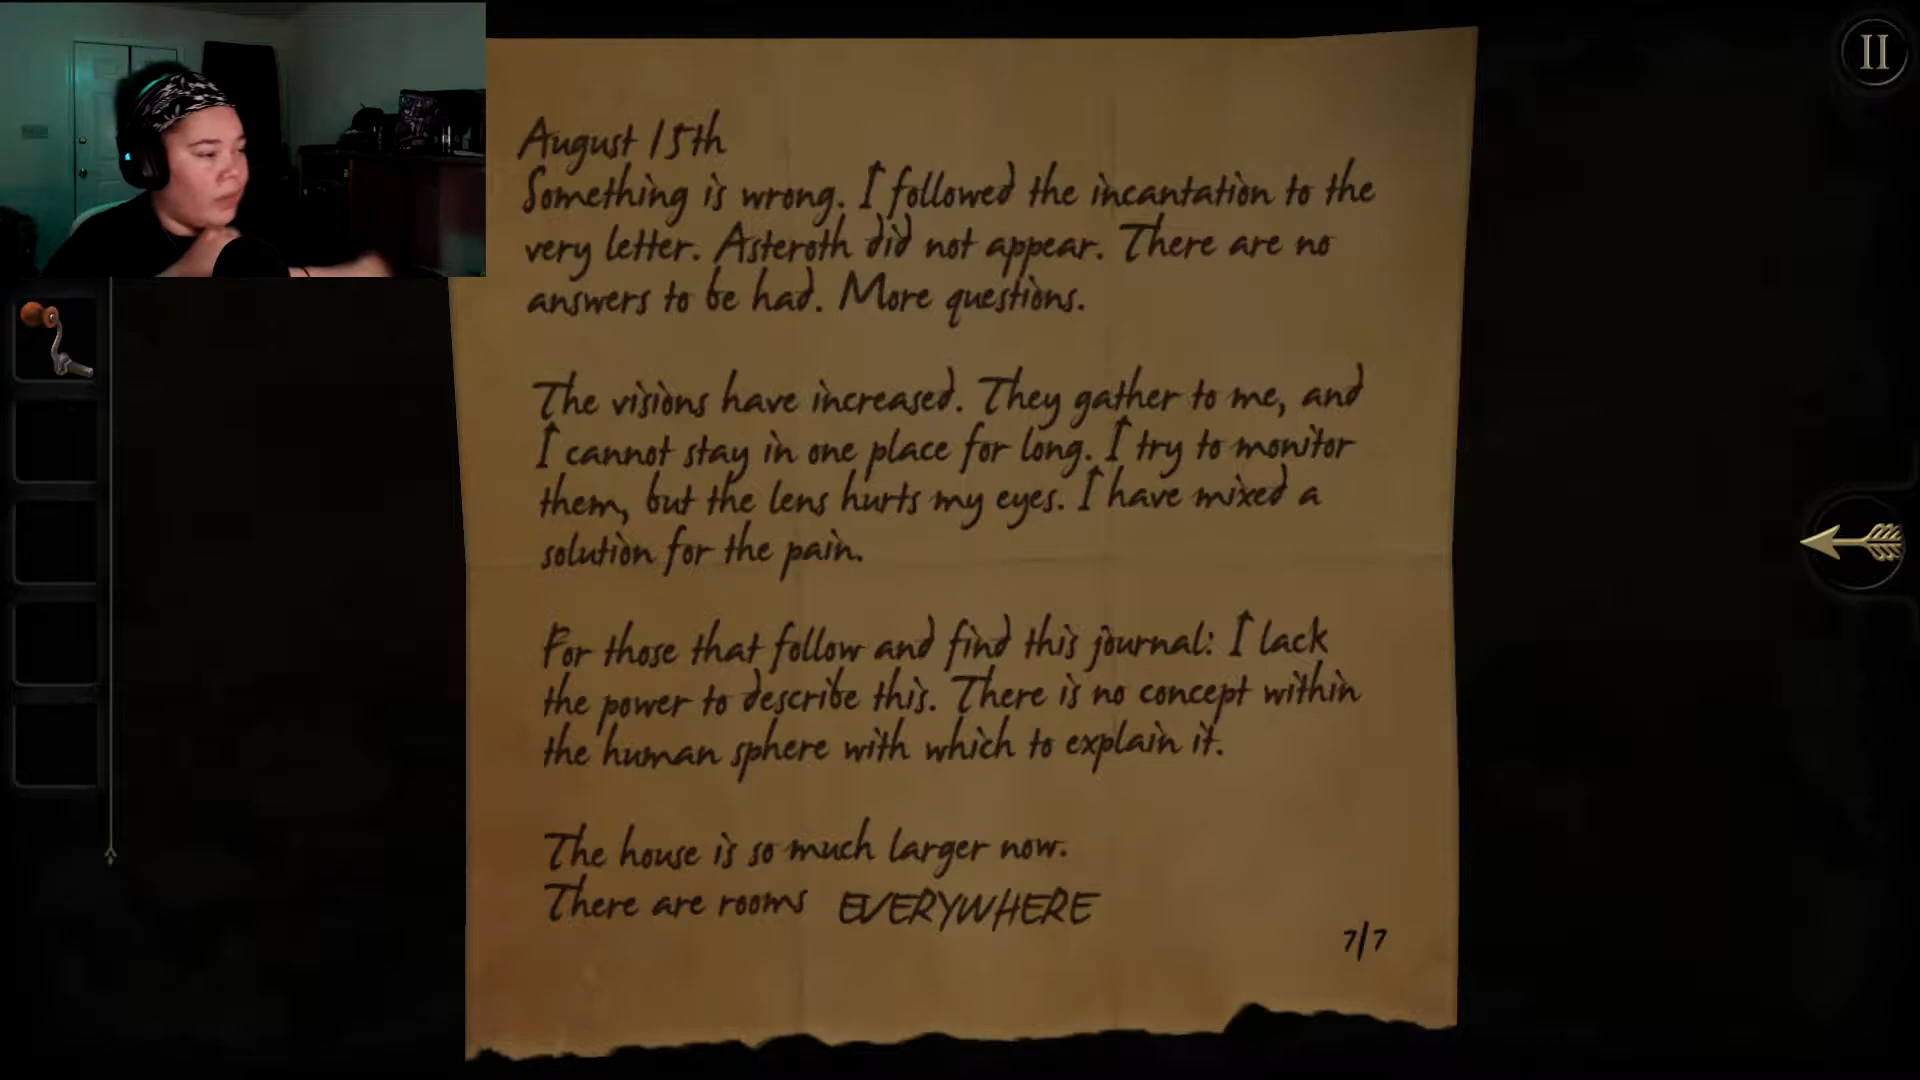 August 15th
Something is wrong. I followed the incantation to the
very letter. Asteroth did not appear. There are no
answers to be had. More questions.
The visions have increased. They gather to me, and
I cannot stay in one place for long. I try to monitor
them, but the lens hurts my eyes. I have mixed a
solution for the pain.
For those that follow and find this journal: I lack
the power to describe this. There is no concept within
the human sphere with which to explain it.
The house is so much larger now.
There are rooms EVERYWHERE
7/7